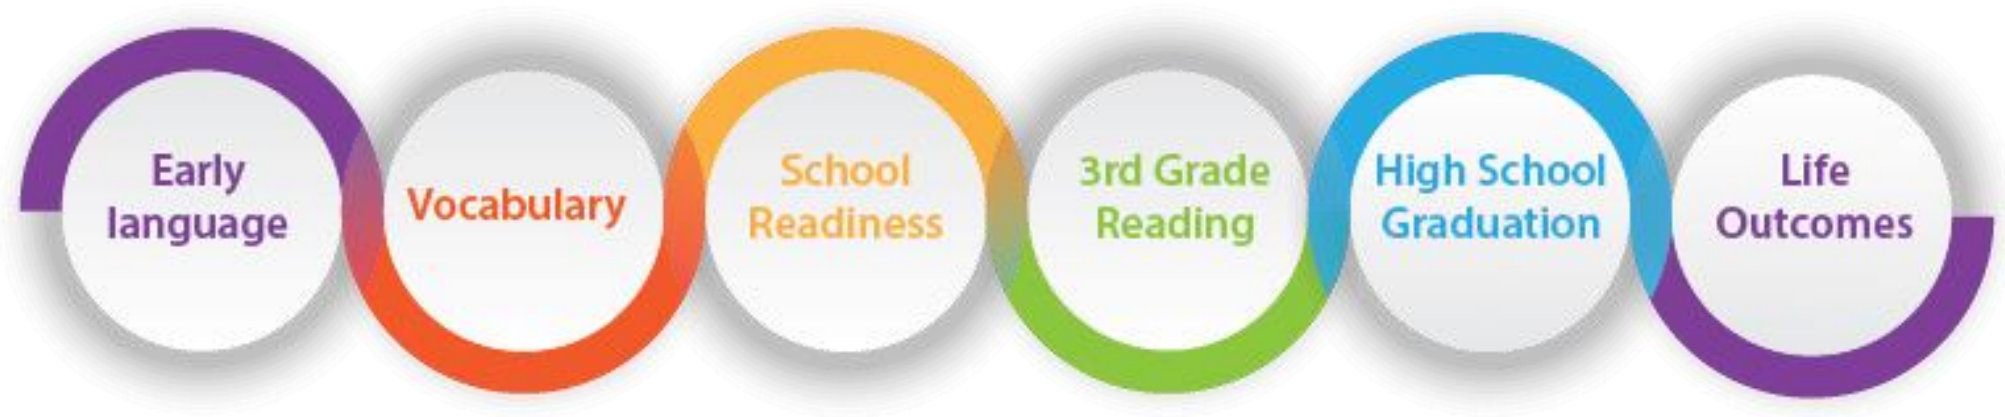 Early
language
Vocabulary
School
Readiness
3rd Grade
Reading
High School
Graduation
Life
Outcomes